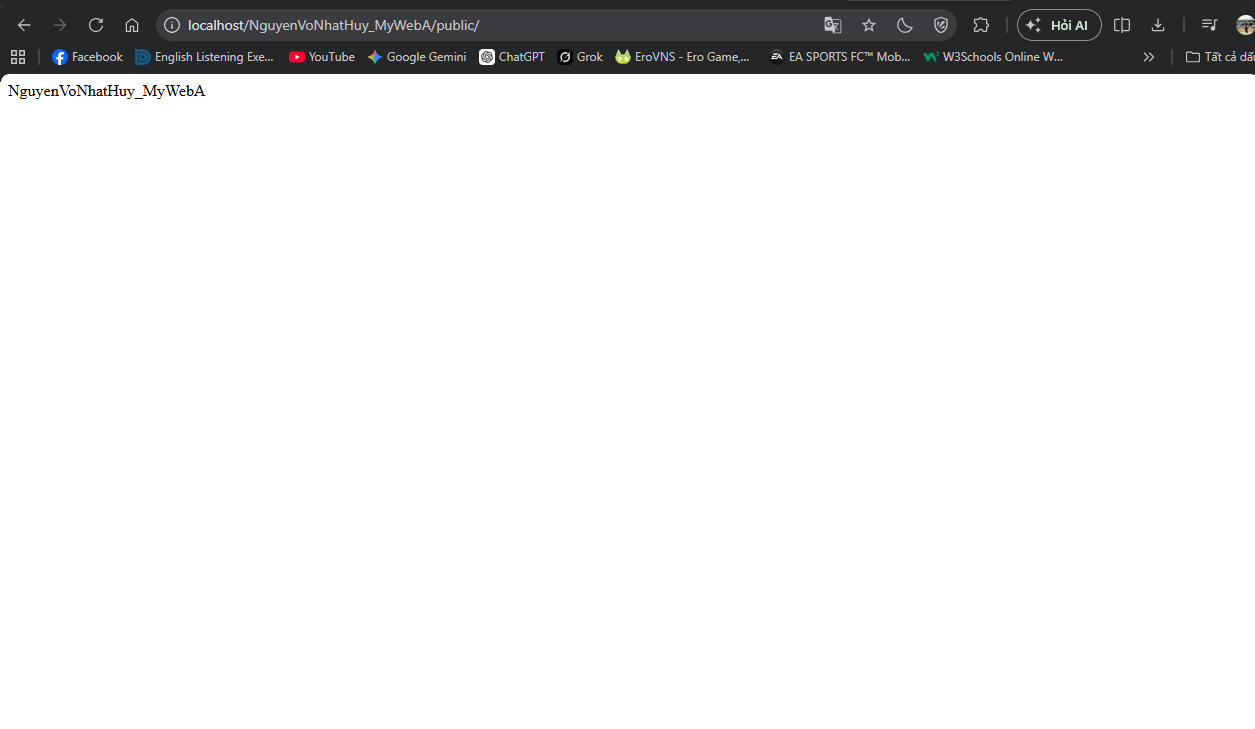 localhost/NguyenVoNhatHuy_MyWebA/public/
Hỏi AI
Facebook
English Listening Exe...
YouTube
Google Gemini
ChatGPT
Grok
EroVNS - Ero Game,...
EA SPORTS FC™ Mob...
W3Schools Online W...
Tất cả dấu
NguyenVoNhatHuy_MyWebA